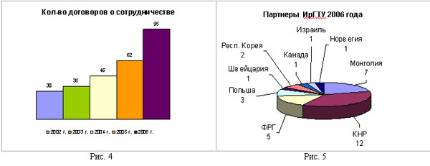 Кол-во договоров о сотрудничестве
95
62
45
36
30
2002 г. 2003 г. 2004 г. 2005 г. 2006 г.
Рис. 4
Партнеры ИрГТУ 2006 года
Израиль
1
Норвегия
1
Канада
1
Респ. Корея
2
Монголия
7
Швейцария
1
Польша
3
ФРГ
5
КНР
12
Рис. 5